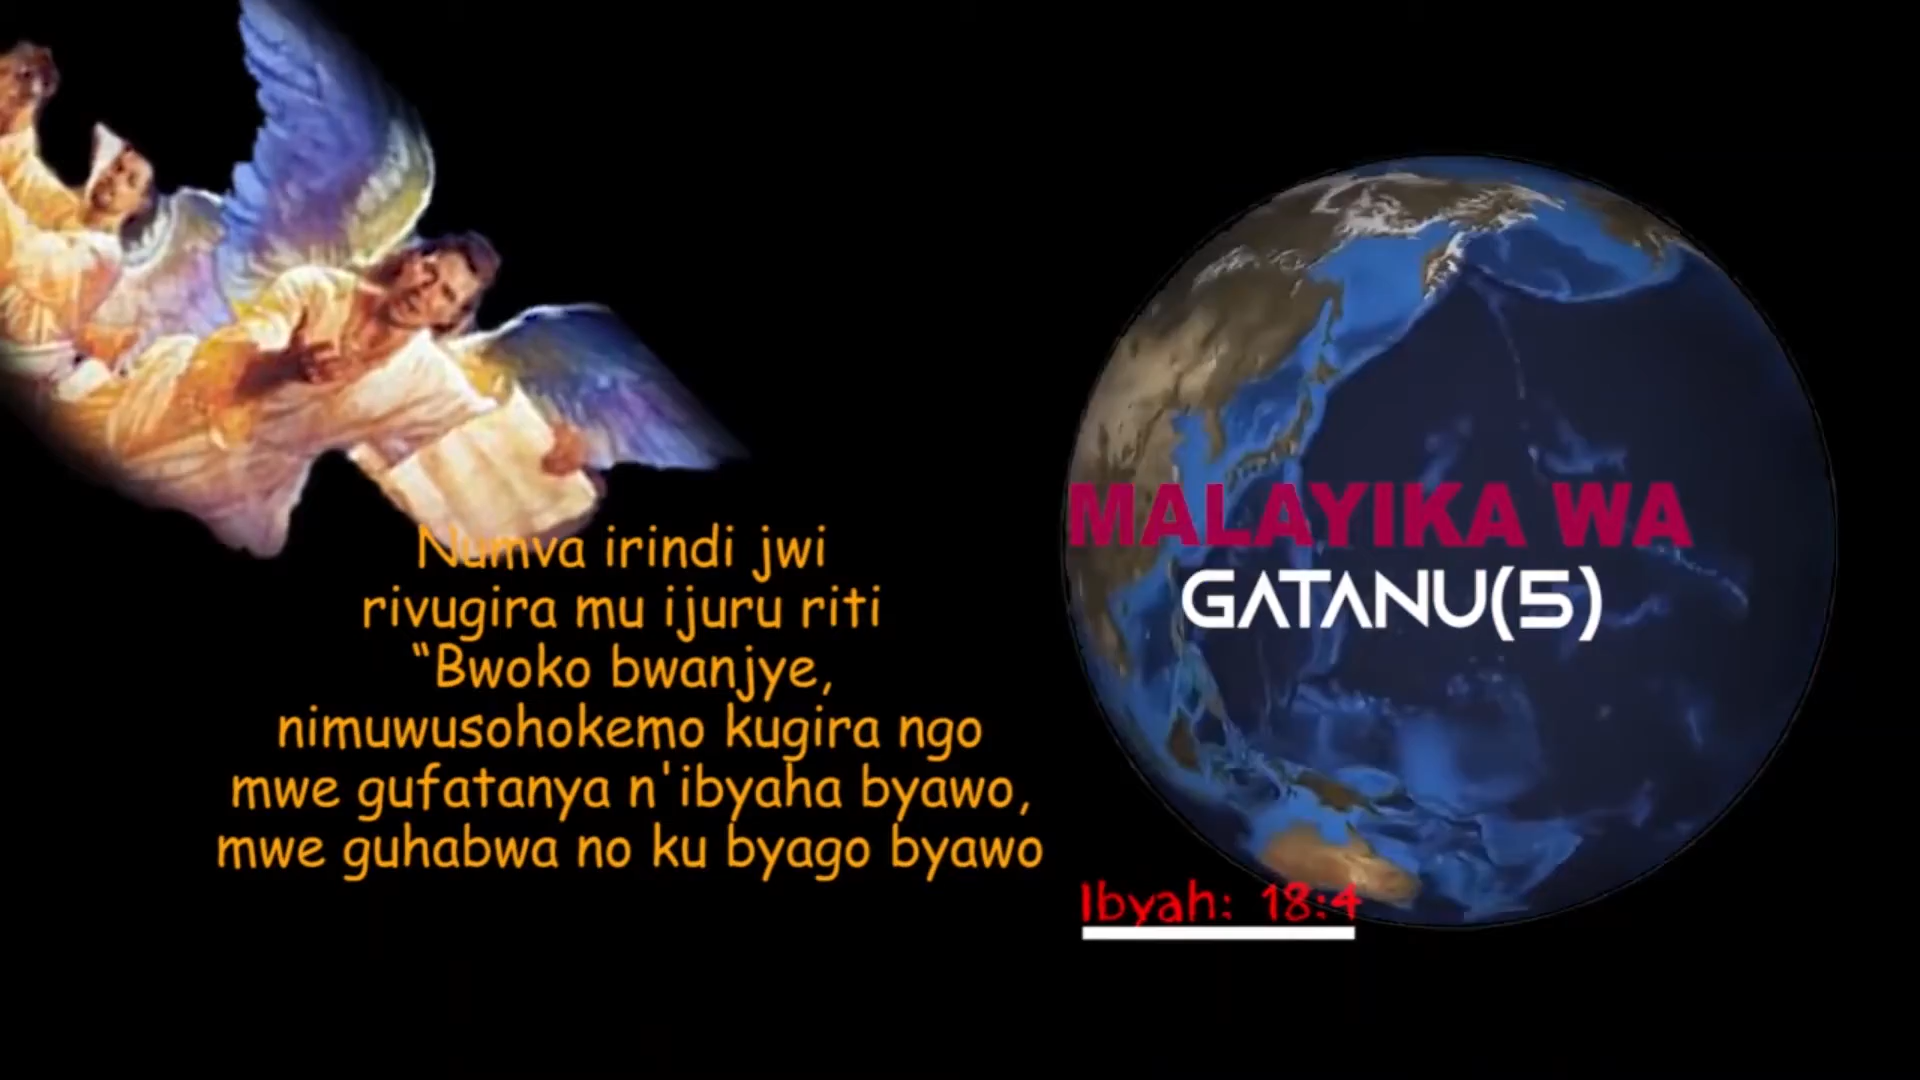 Numva irindi jwi
rivugira mu ijuru riti
“Bwoko bwanjye,
nimuwusohokemo kugira ngo
mwe gufatanya n'ibyaha byawo,
mwe guhabwa no ku byago byawo
MALAYIKA WA
GATANU(5)
Ibyah: 18:4